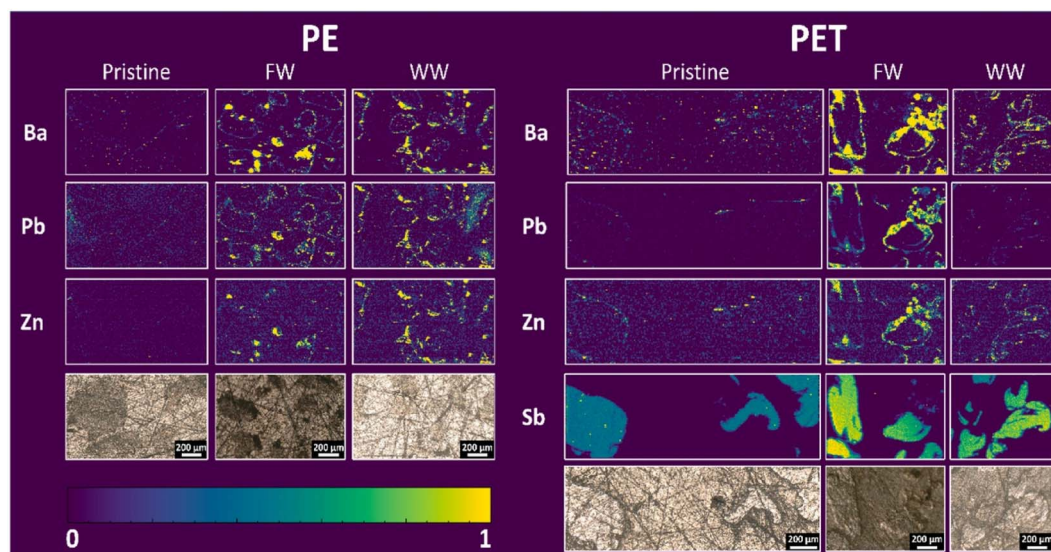 PE PET
Pristine FW WW Pristine FW WW
Ba Ba
Pb Pb
Zn Zn
200 µm 200 µm 200 µm Sb
0 1 200 µm 200 µm 200 µm